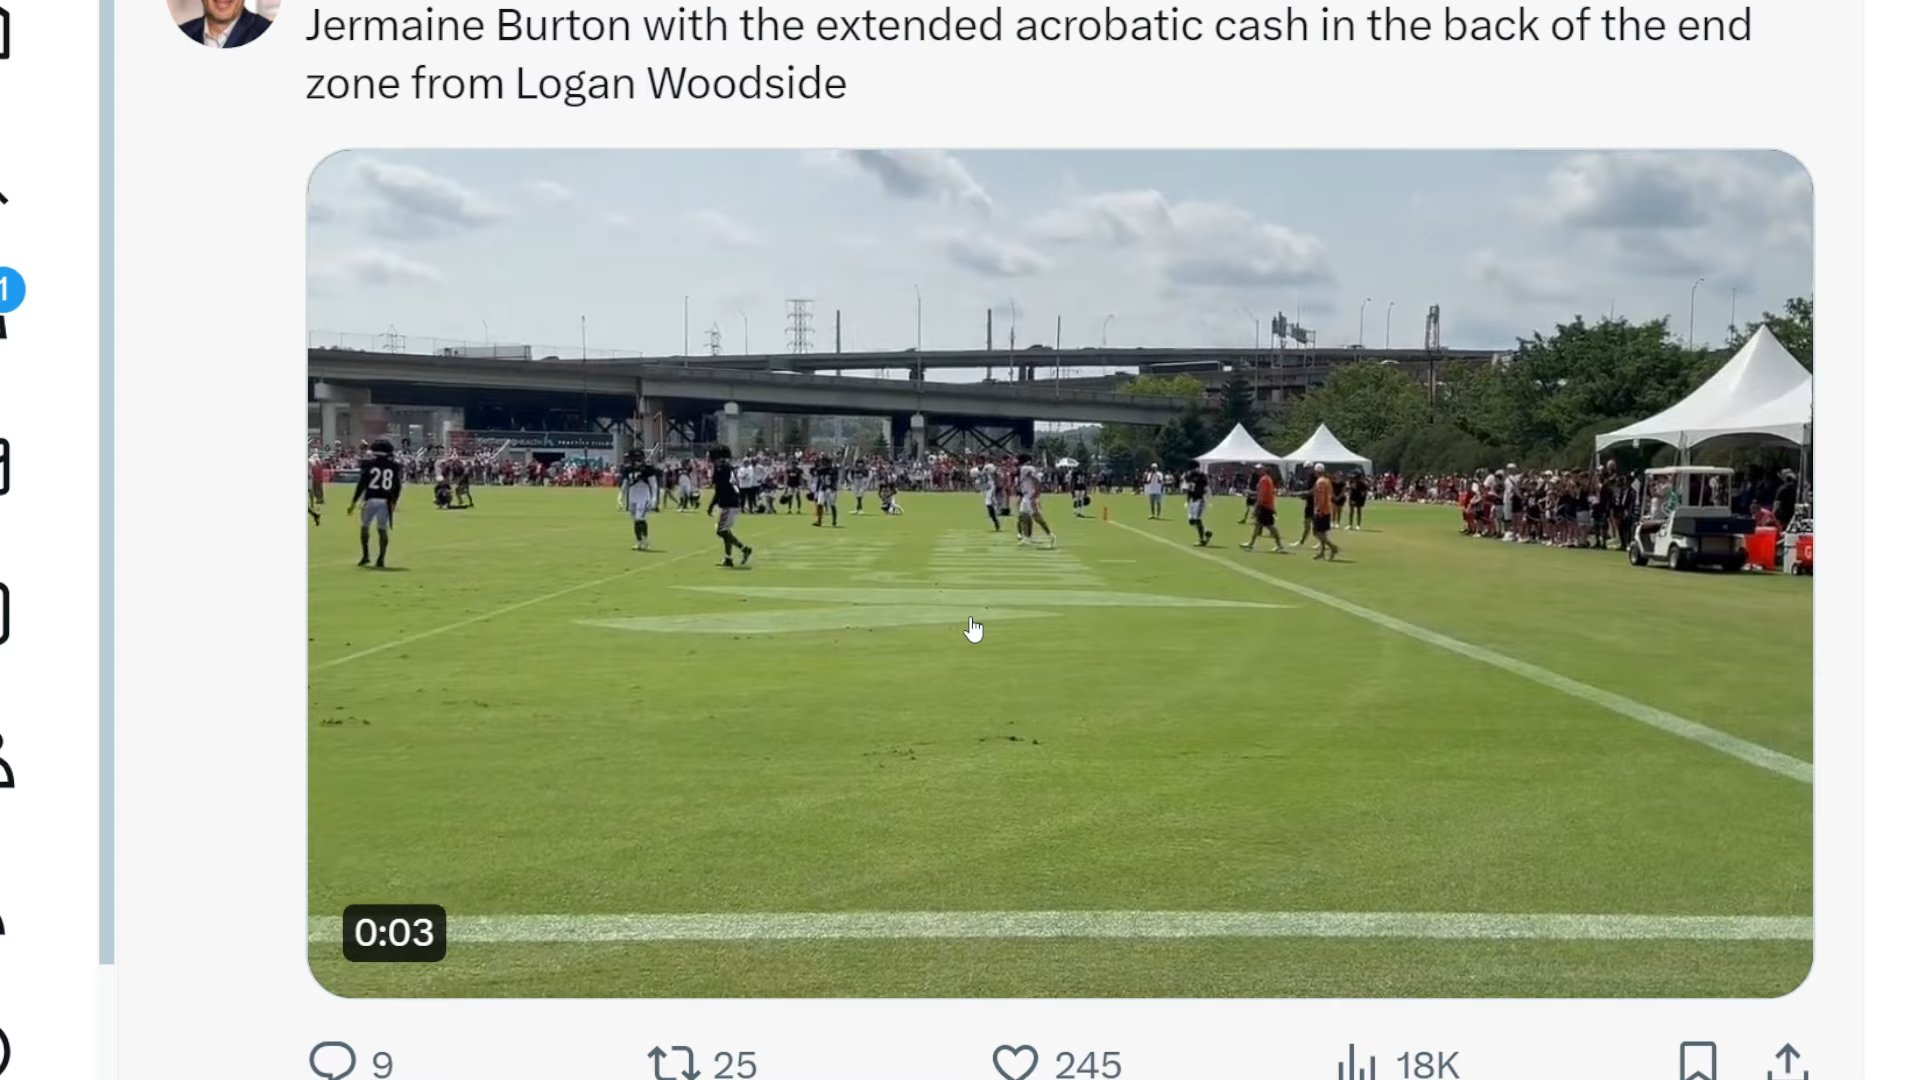 1
Jermaine Burton with the extended acrobatic cash in the back of the end
zone from Logan Woodside
28
0:03
9
25
245
18K